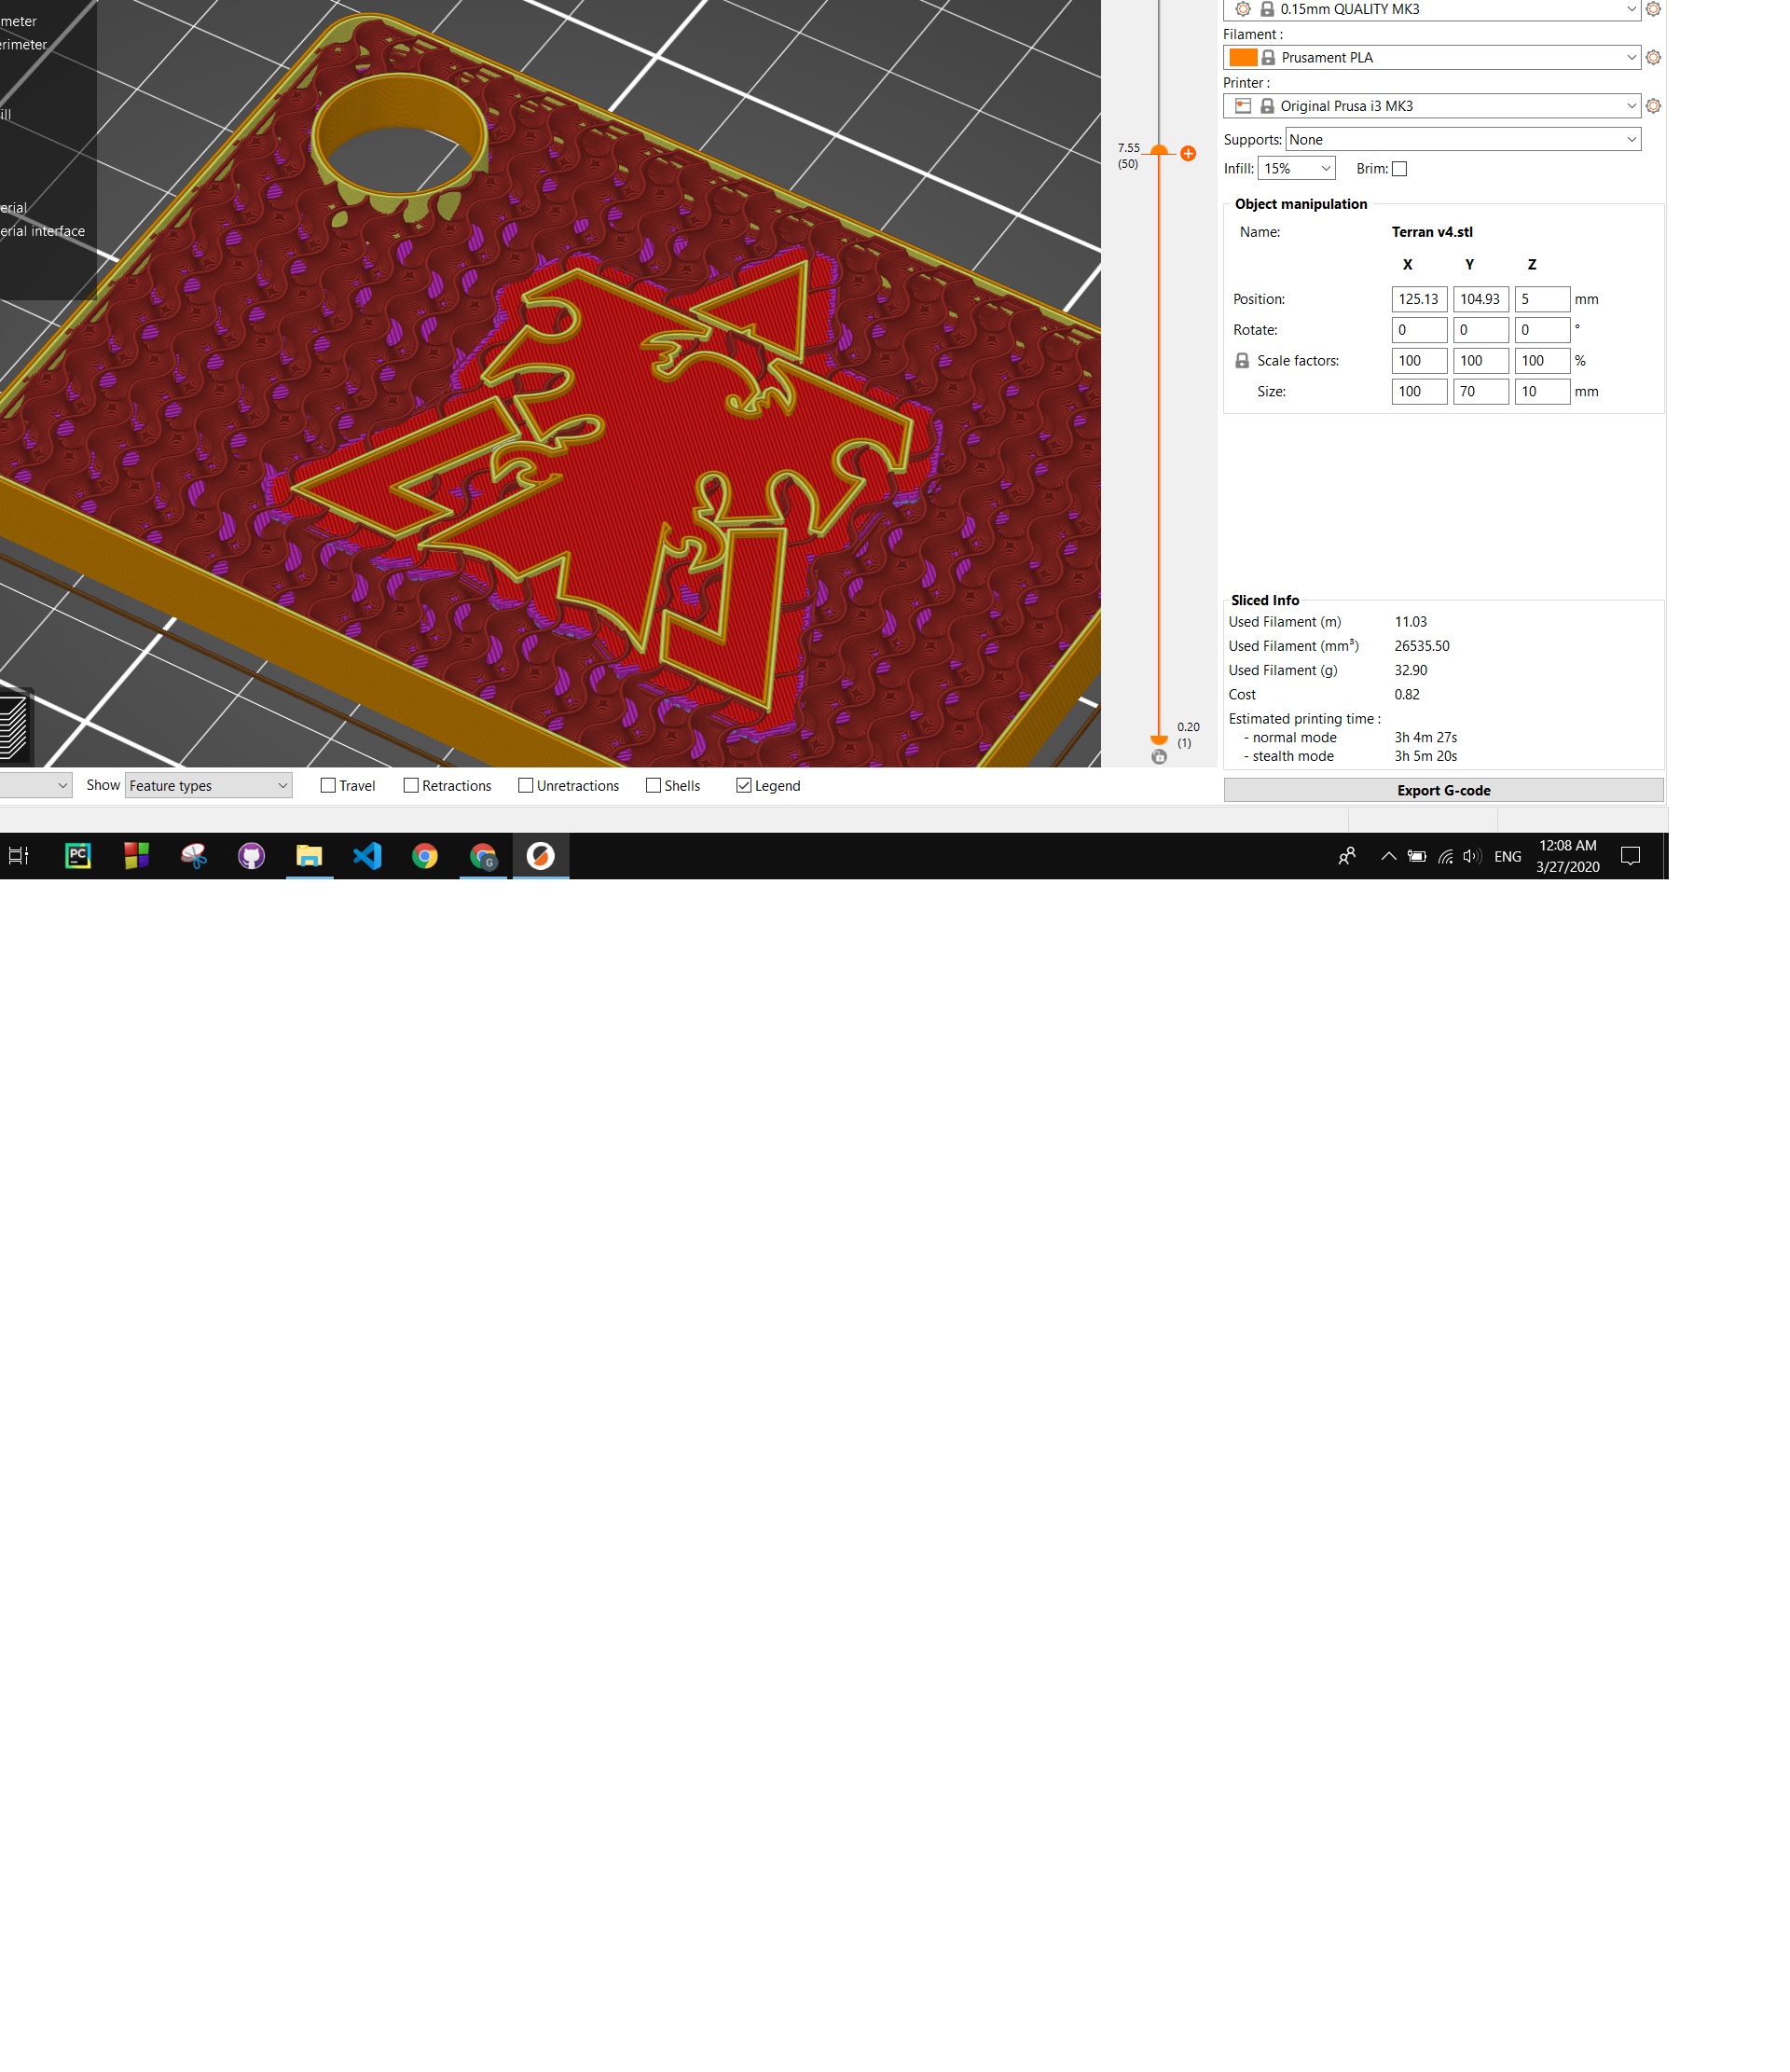 meter
erimeter
ill
erial
erial interface
0.15mm QUALITY MK3
Filament :
Prusament PLA
Printer :
Original Prusa i3 MK3
Supports: None
Infill: 15% Brim:
7.55
(50)
Object manipulation
Name: Terran v4.stl
X Y Z
Position: 125.13 104.93 5 mm
Rotate: 0 0 0 °
Scale factors: 100 100 100 %
Size: 100 70 10 mm
Sliced Info
Used Filament (m) 11.03
Used Filament (mm³) 26535.50
Used Filament (g) 32.90
Cost 0.82
Estimated printing time :
- normal mode 3h 4m 27s
- stealth mode 3h 5m 20s
0.20
(1)
Show Feature types Travel Retractions Unretractions Shells Legend
Export G-code
PC
G
ENG
12:08 AM
3/27/2020